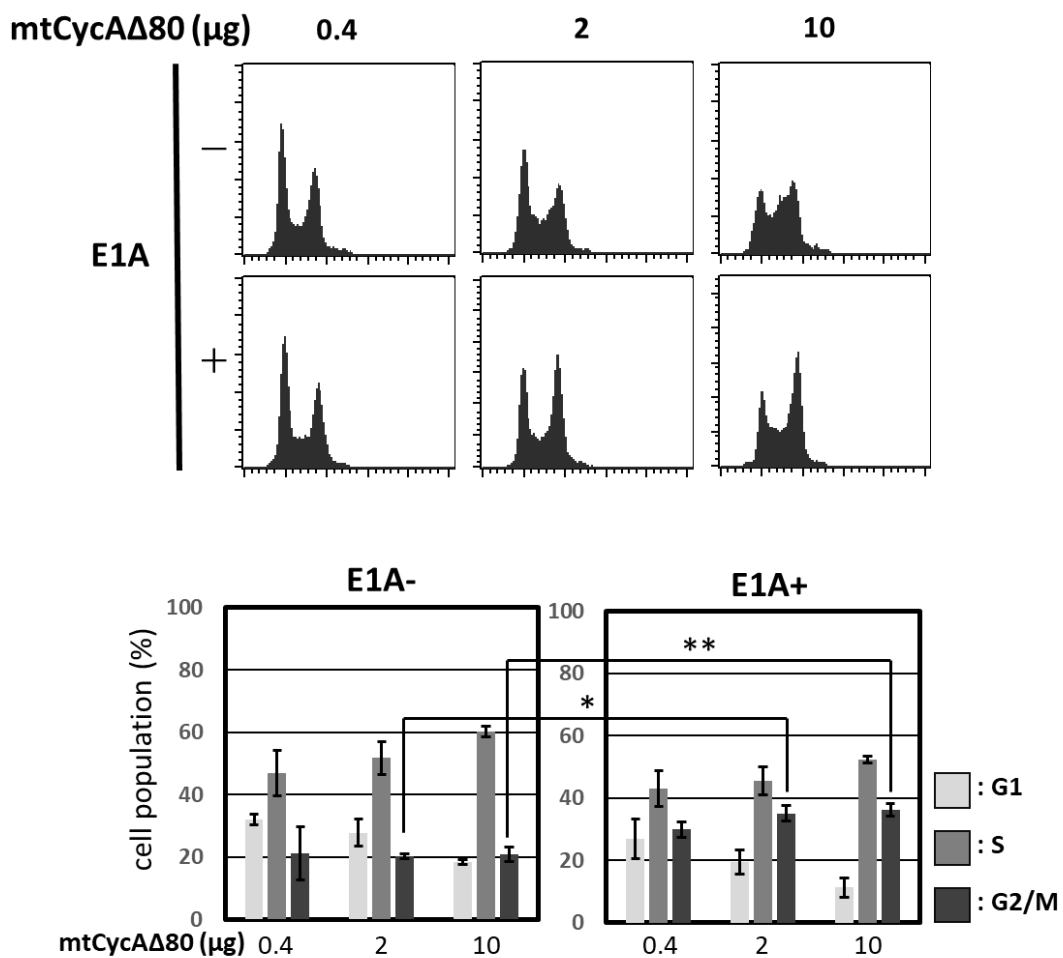 mtCycAΔ80 (μg) 0.4 2 10
−
E1A
+
E1A- E1A+
cell population (%)
100 100
80 80
** 
*
60 60
40 40
20 20
0 0
: G1
: S
: G2/M
mtCycAΔ80 (μg) 0.4 2 10 0.4 2 10